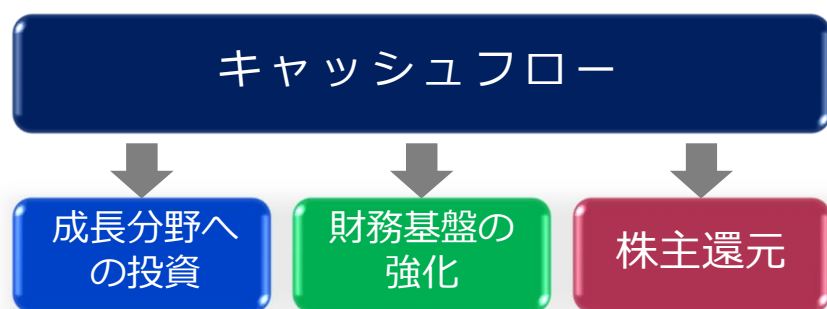 キャッシュフロー
成長分野へ
の投資
財務基盤の
強化
株主還元